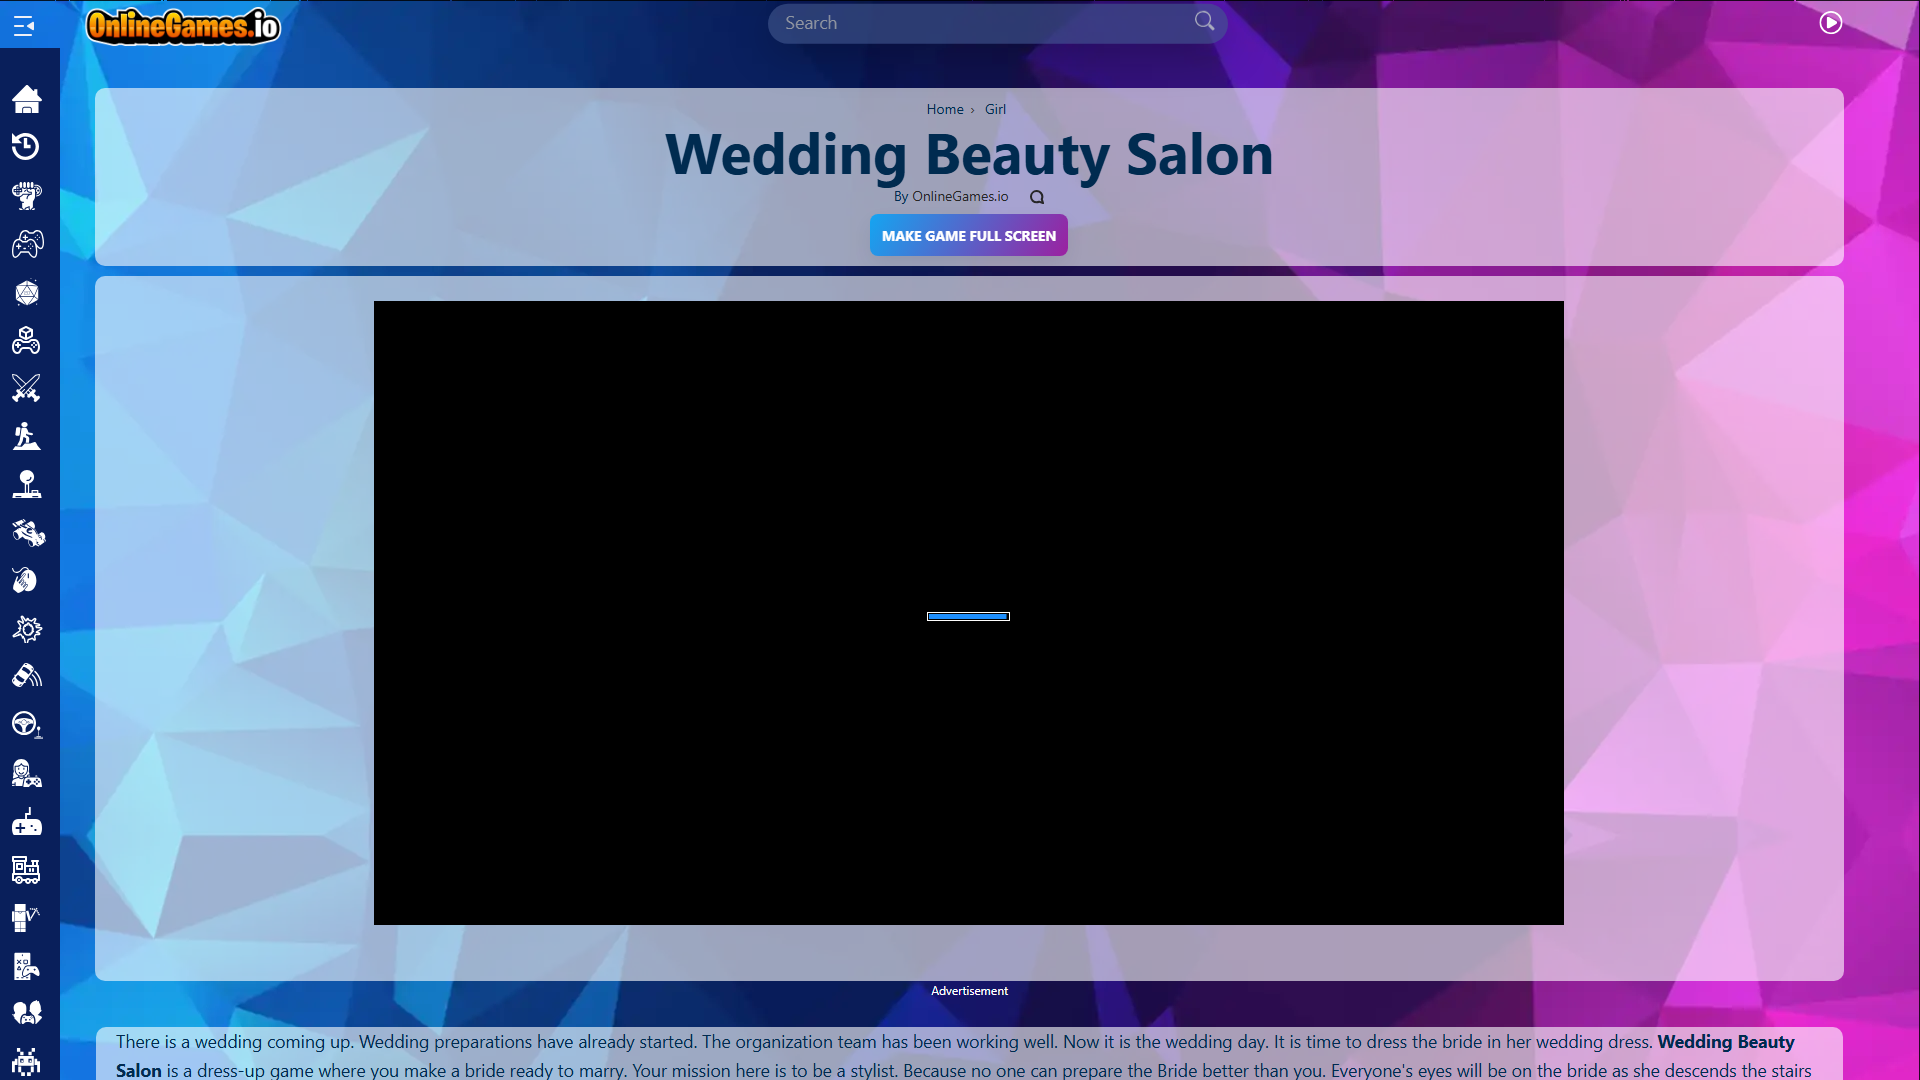 OnlineGames.io
Search
Home › Girl
Wedding Beauty Salon
By OnlineGames.io
MAKE GAME FULL SCREEN
Advertisement
There is a wedding coming up. Wedding preparations have already started. The organization team has been working well. Now it is the wedding day. It is time to dress the bride in her wedding dress. Wedding Beauty
Salon is a dress-up game where you make a bride ready to marry. Your mission here is to be a stylist. Because no one can prepare the Bride better than you. Everyone's eyes will be on the bride as she descends the stairs